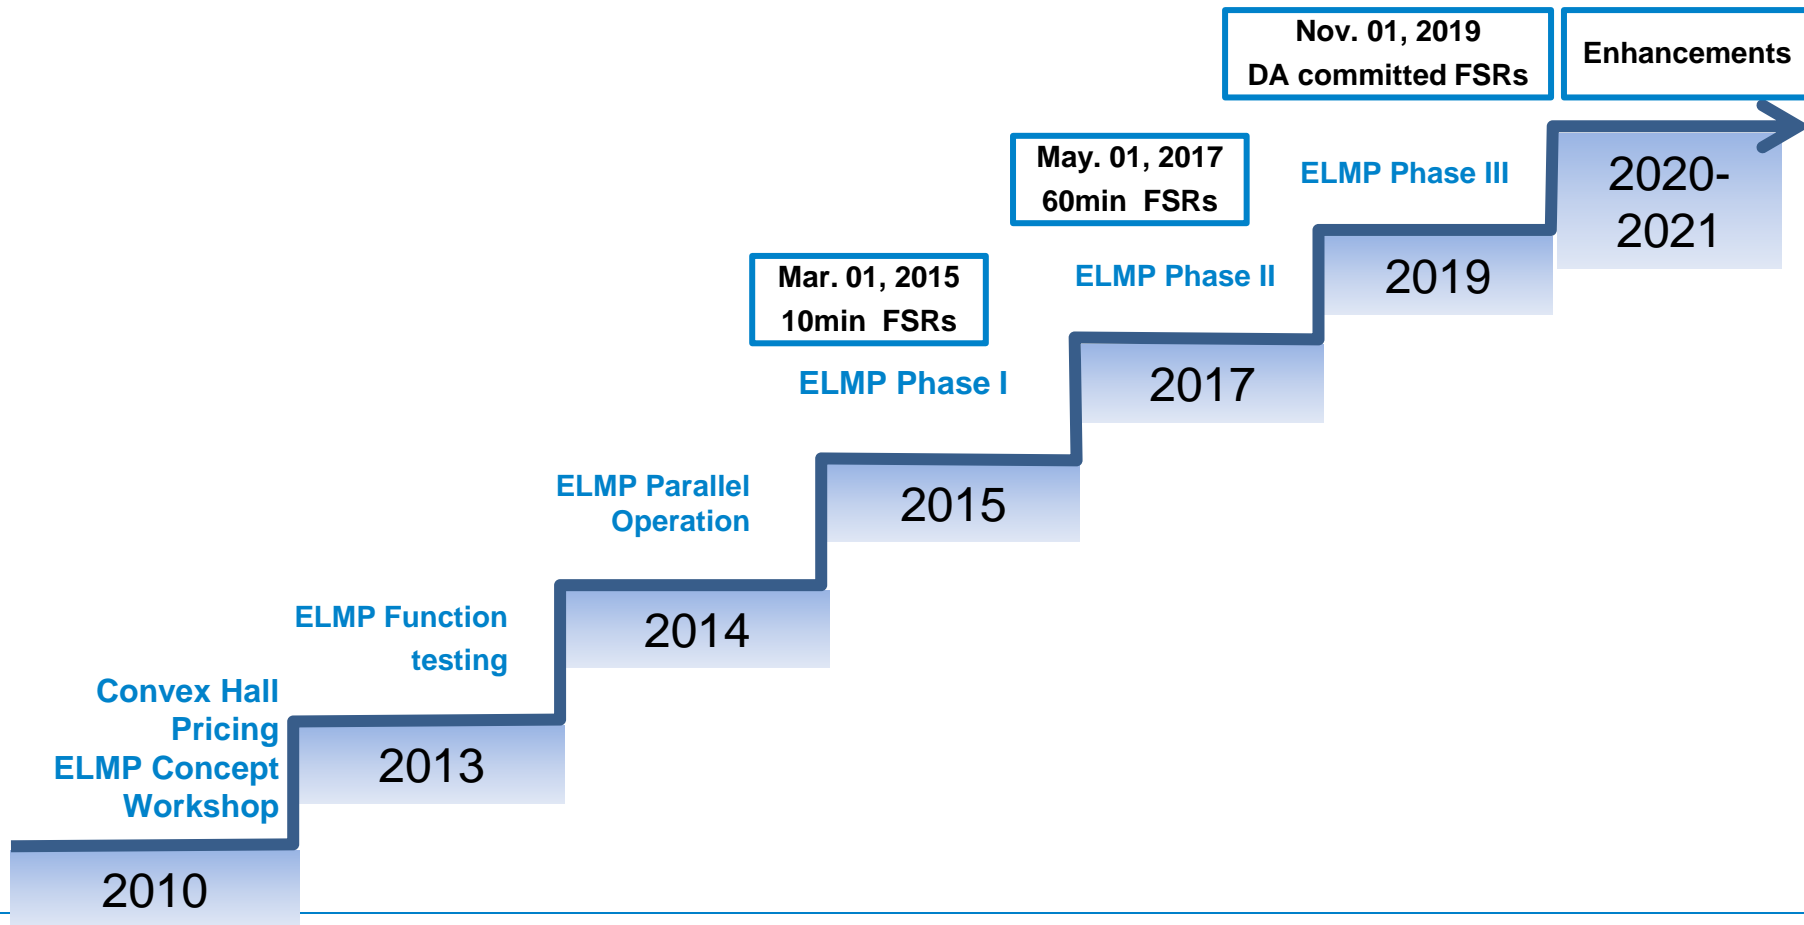 Nov. 01, 2019
DA committed FSRs
Enhancements
May. 01, 2017
60min FSRs
ELMP Phase III
2020-
2021
Mar. 01, 2015
10min FSRs
ELMP Phase II
2019
ELMP Phase I
2017
ELMP Parallel
Operation
2015
ELMP Function
testing
2014
Convex Hall
Pricing
ELMP Concept
Workshop
2013
2010